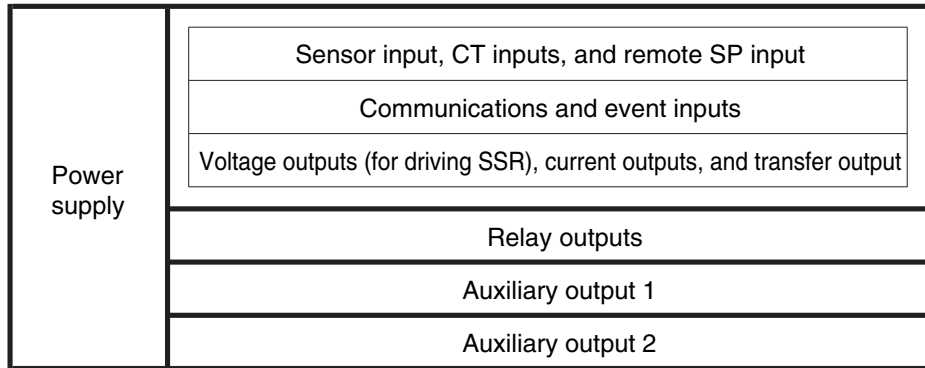 Power
supply
Sensor input, CT inputs, and remote SP input
Communications and event inputs
Voltage outputs (for driving SSR), current outputs, and transfer output
Relay outputs
Auxiliary output 1
Auxiliary output 2